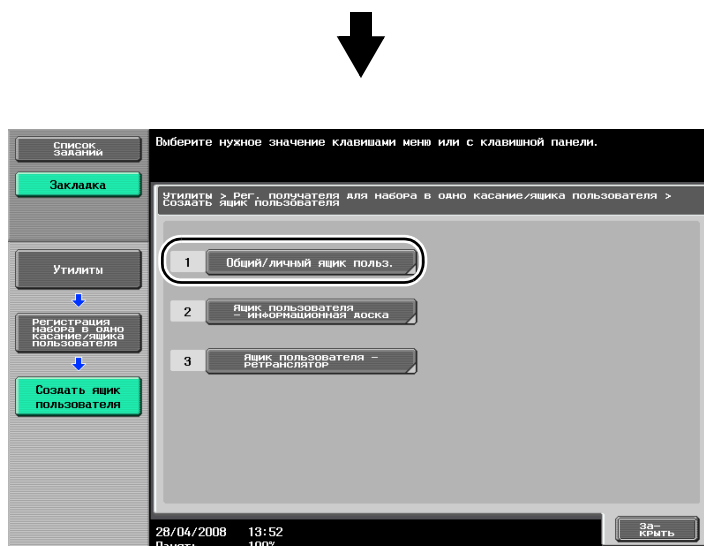 Список
заданий
Выберите нужное значение клавишами меню или с клавишной панели.
Закладка
Утилиты > Рег. получателя для набора в одно касание/ящика пользователя >
Создать ящик пользователя
1 Общий/личный ящик польз.
Утилиты
2 Ящик пользователя
– информационная доска
Регистрация
набора в одно
касание/ящика
пользователя
3 Ящик пользователя –
ретранслятор
Создать ящик
пользователя
За-
крыть
28/04/2008 13:52
Память 100%